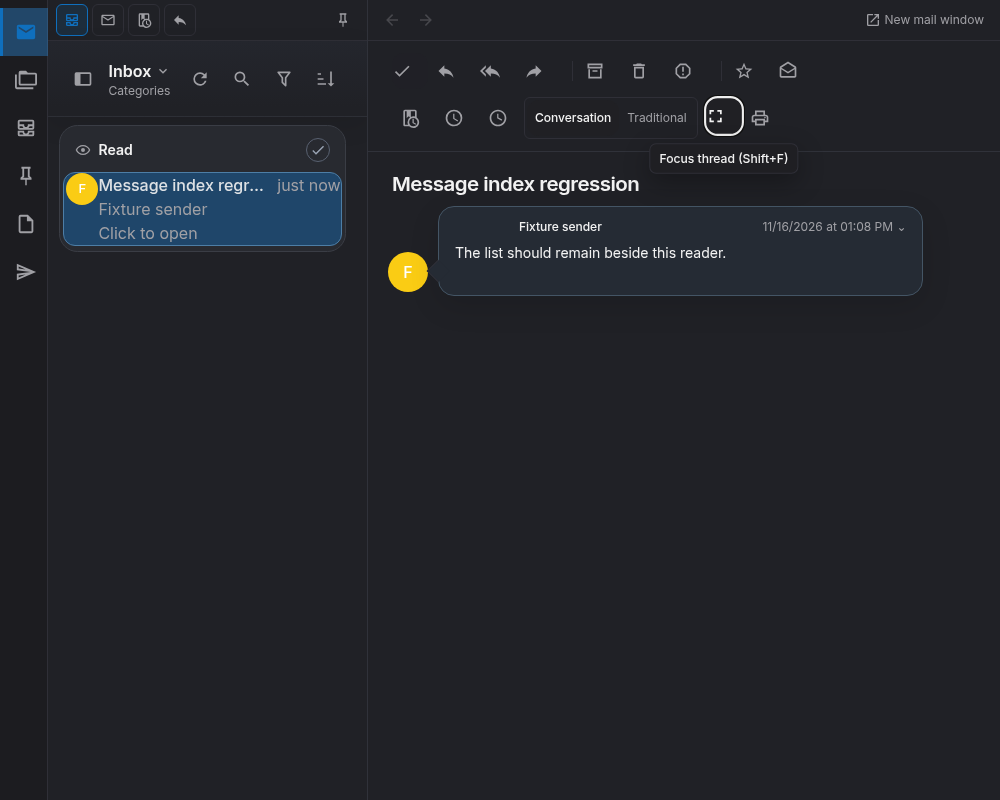 New mail window
Inbox
Categories
Conversation
Traditional
Focus thread (Shift+F)
Read
F
Message index regr... just now
Fixture sender
Click to open
Message index regression
Fixture sender
11/16/2026 at 01:08 PM
The list should remain beside this reader.
F